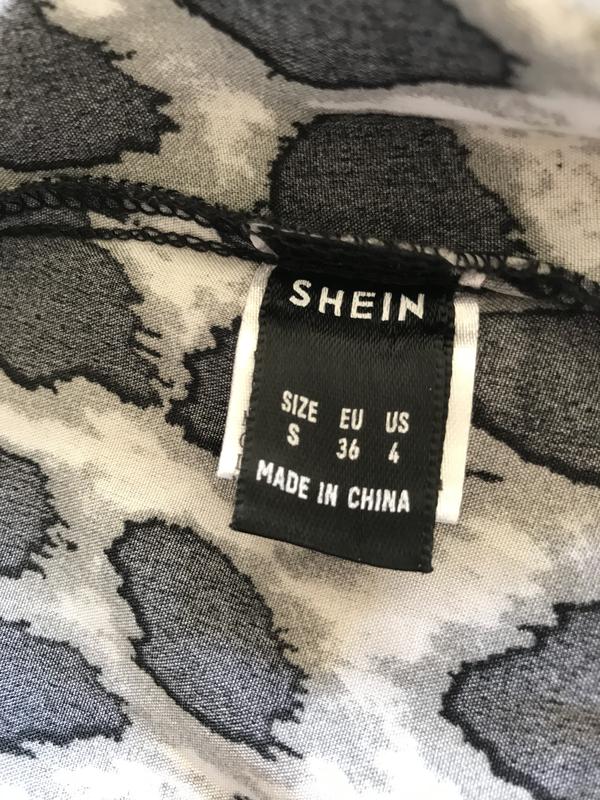 SHEIN
SIZE EU US
S 36 4
MADE IN CHINA